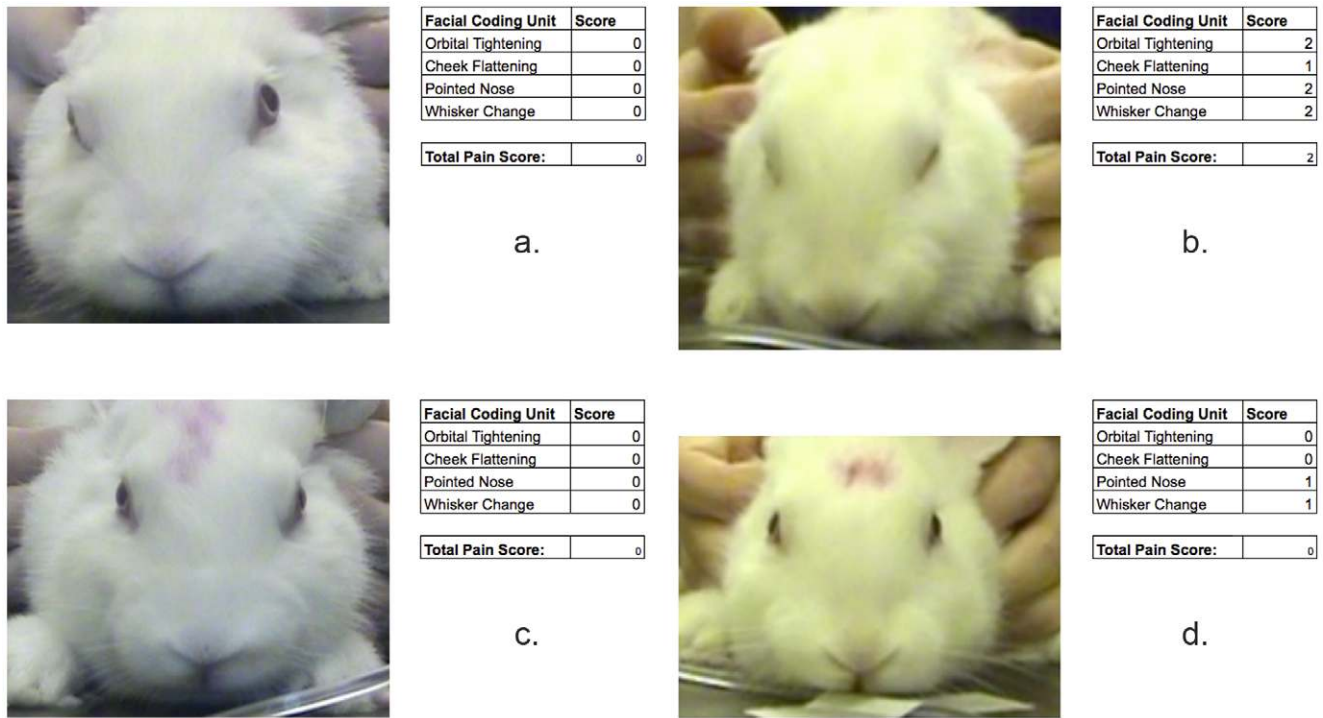 Facial Coding Unit Score
Orbital Tightening 0
Cheek Flattening 0
Pointed Nose 0
Whisker Change 0
Total Pain Score: 0
a.
Facial Coding Unit Score
Orbital Tightening 2
Cheek Flattening 1
Pointed Nose 2
Whisker Change 2
Total Pain Score: 2
b.
Facial Coding Unit Score
Orbital Tightening 0
Cheek Flattening 0
Pointed Nose 0
Whisker Change 0
Total Pain Score: 0
c.
Facial Coding Unit Score
Orbital Tightening 0
Cheek Flattening 0
Pointed Nose 1
Whisker Change 1
Total Pain Score: 0
d.